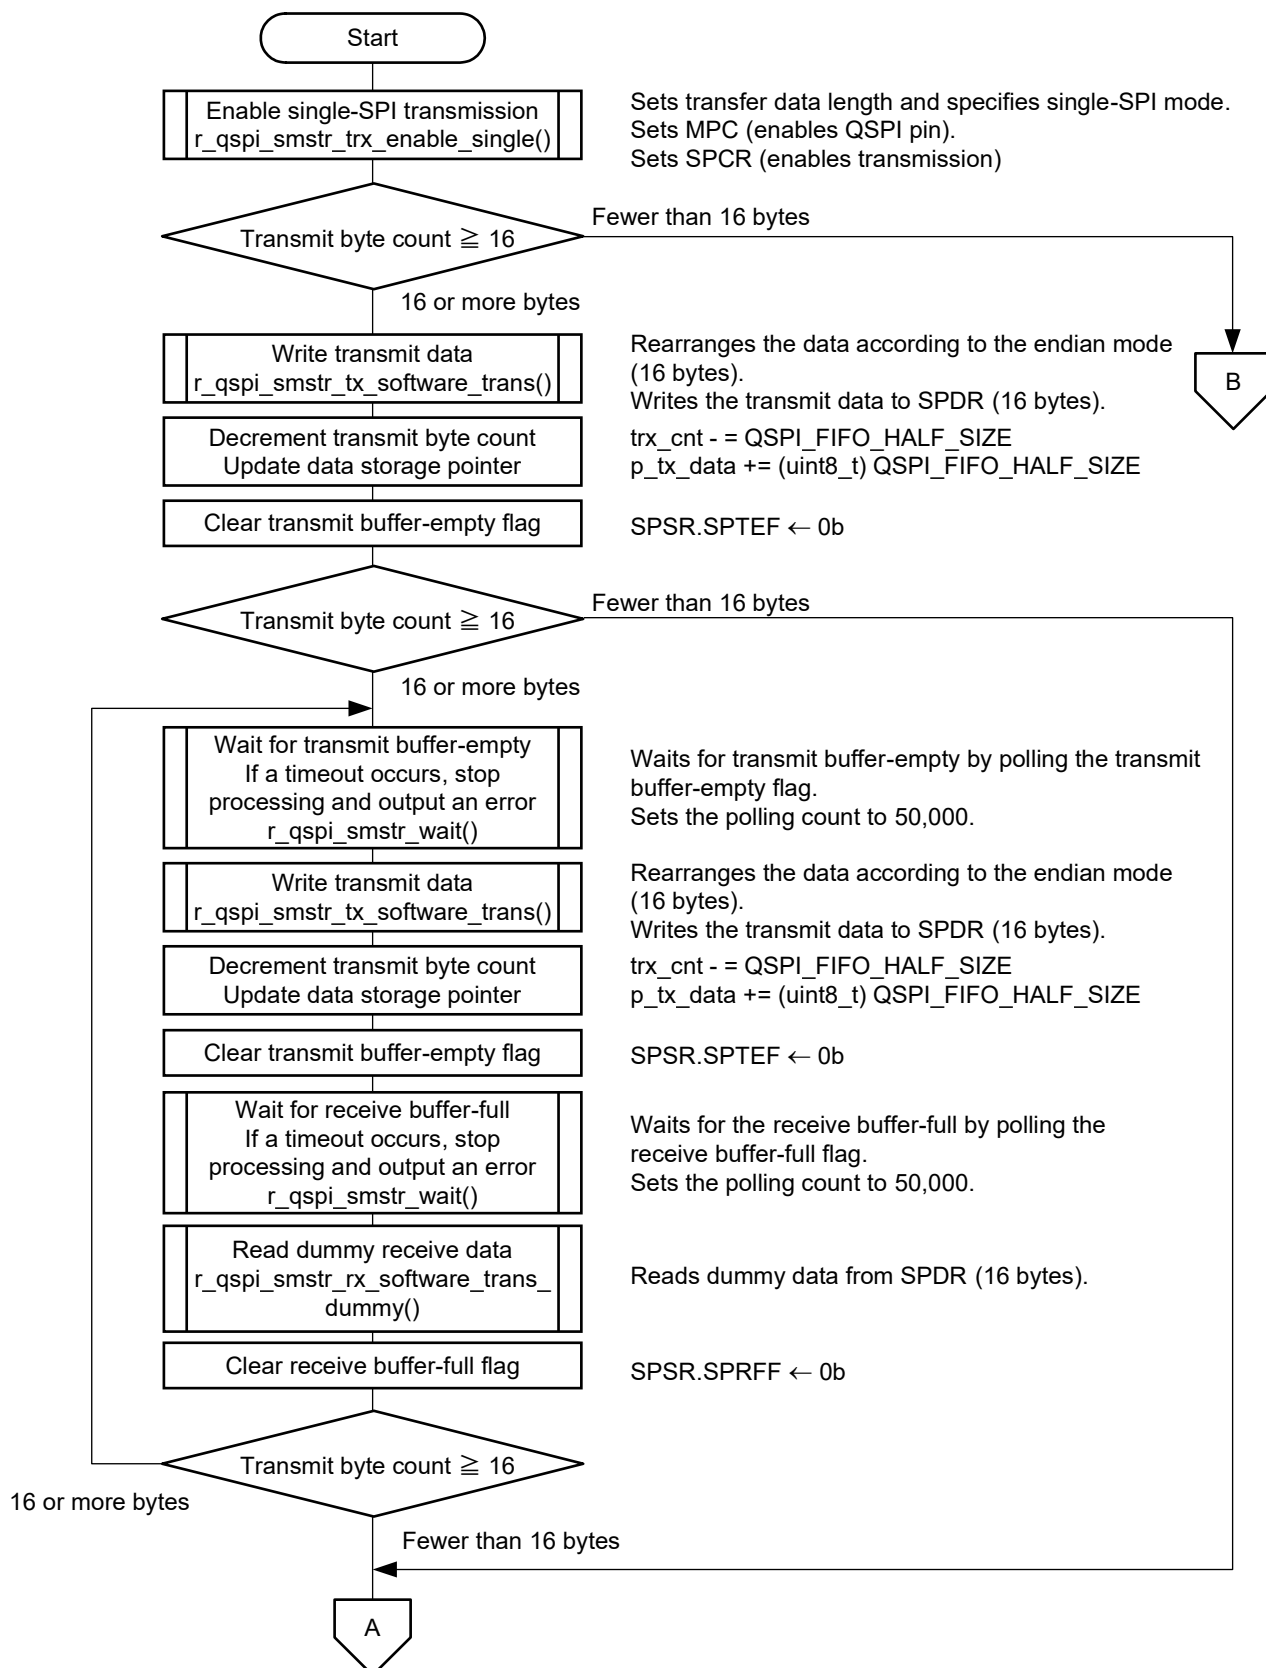 Start
Enable single-SPI transmission
r_qspi_smstr_trx_enable_single()
Sets transfer data length and specifies single-SPI mode.
Sets MPC (enables QSPI pin).
Sets SPCR (enables transmission)
Fewer than 16 bytes
Transmit byte count ≧ 16
16 or more bytes
Write transmit data
r_qspi_smstr_tx_software_trans()
Rearranges the data according to the endian mode
(16 bytes).
Writes the transmit data to SPDR (16 bytes).
B
Decrement transmit byte count
Update data storage pointer
trx_cnt - = QSPI_FIFO_HALF_SIZE
p_tx_data += (uint8_t) QSPI_FIFO_HALF_SIZE
Clear transmit buffer-empty flag
SPSR.SPTEF ← 0b
Fewer than 16 bytes
Transmit byte count ≧ 16
16 or more bytes
Wait for transmit buffer-empty
If a timeout occurs, stop
processing and output an error
r_qspi_smstr_wait()
Waits for transmit buffer-empty by polling the transmit
buffer-empty flag.
Sets the polling count to 50,000.
Write transmit data
r_qspi_smstr_tx_software_trans()
Rearranges the data according to the endian mode
(16 bytes).
Writes the transmit data to SPDR (16 bytes).
Decrement transmit byte count
Update data storage pointer
trx_cnt - = QSPI_FIFO_HALF_SIZE
p_tx_data += (uint8_t) QSPI_FIFO_HALF_SIZE
Clear transmit buffer-empty flag
SPSR.SPTEF ← 0b
Wait for receive buffer-full
If a timeout occurs, stop
processing and output an error
r_qspi_smstr_wait()
Waits for the receive buffer-full by polling the
receive buffer-full flag.
Sets the polling count to 50,000.
Read dummy receive data
r_qspi_smstr_rx_software_trans_
dummy()
Reads dummy data from SPDR (16 bytes).
Clear receive buffer-full flag
SPSR.SPRFF ← 0b
Transmit byte count ≧ 16
16 or more bytes
Fewer than 16 bytes
A